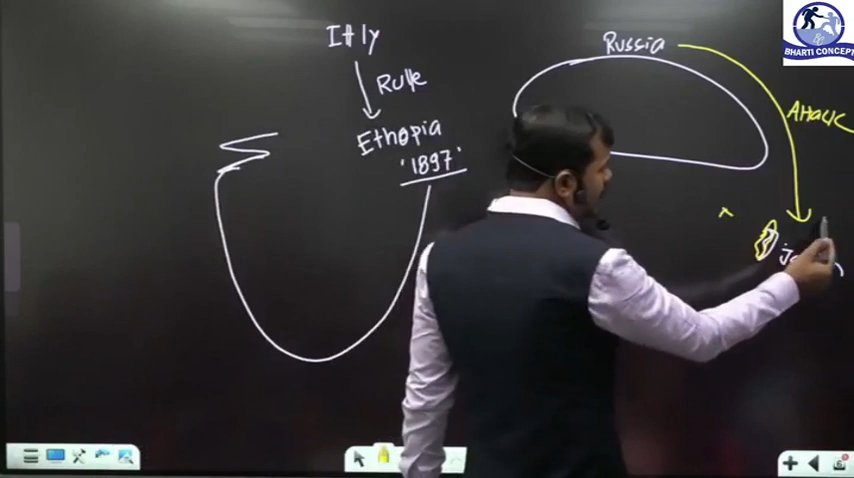 Itly
Rule
Ethopia
'1897'
Russia
Attack
BHARTI CONCEPT